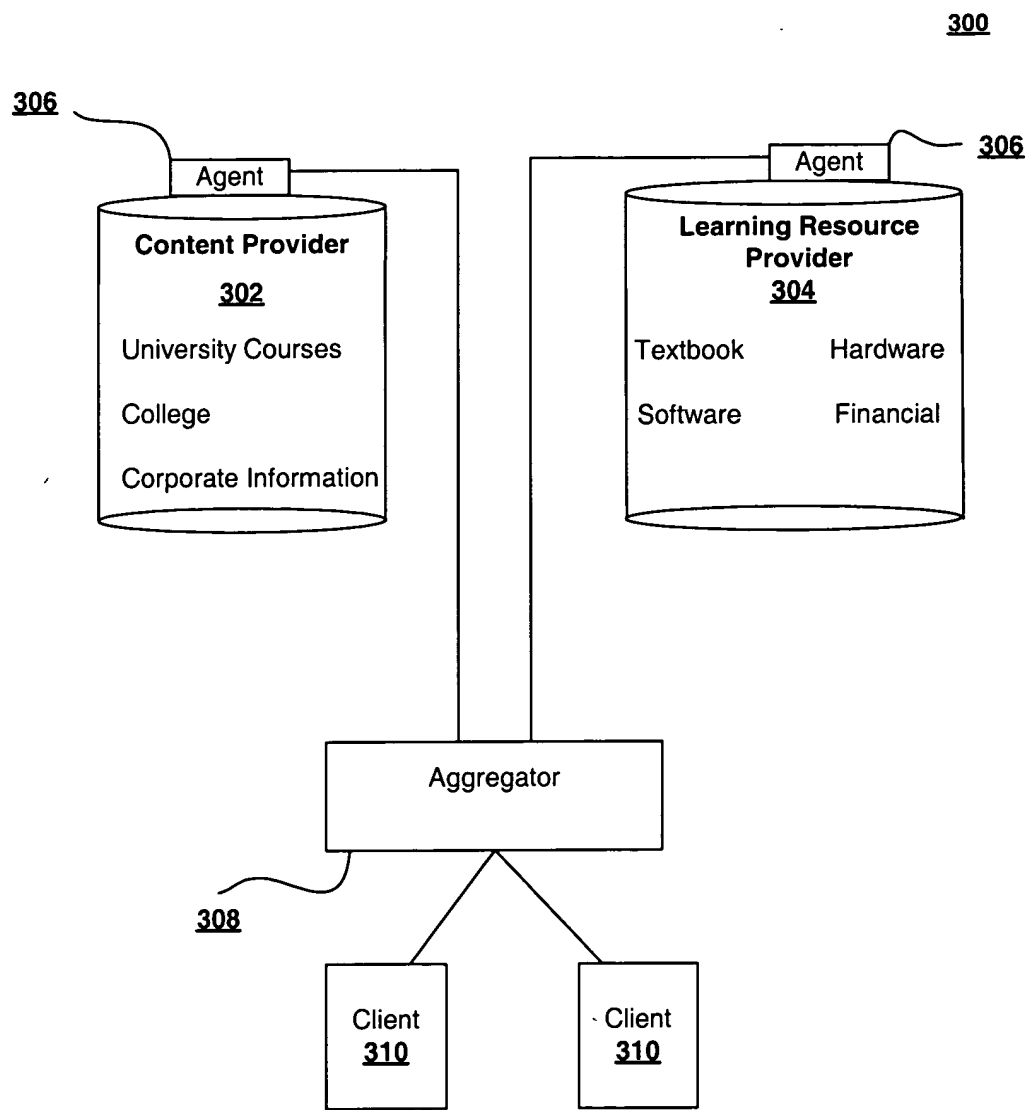 300
306
Agent
Content Provider
302
University Courses
College
Corporate Information
306
Agent
Learning Resource
Provider
304
Textbook Hardware
Software Financial
Aggregator
308
Client
310
Client
310